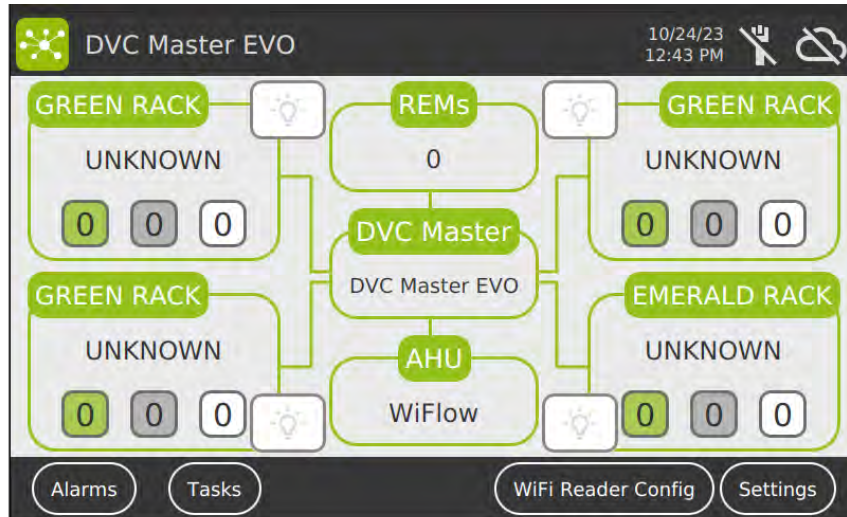 DVC Master EVO
10/24/23
12:43 PM
GREEN RACK
UNKNOWN
0 0 0
REMs
0
GREEN RACK
UNKNOWN
0 0 0
DVC Master
DVC Master EVO
GREEN RACK
UNKNOWN
0 0 0
AHU
WiFlow
EMERALD RACK
UNKNOWN
0 0 0
Alarms
Tasks
WiFi Reader Config
Settings